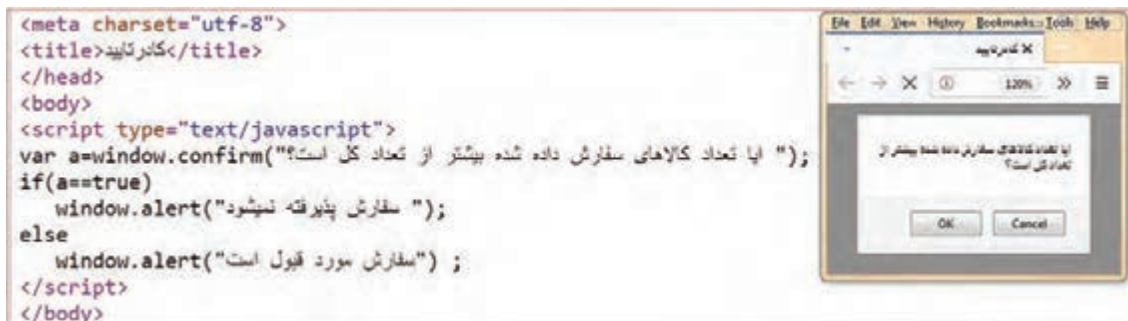 <meta charset="utf-8">
<title>کادرتایید</title>
</head>
<body>
<script type="text/javascript">
var a=window.confirm(" ایا تعداد کالاهای سفارش داده شده بیشتر از تعداد کل است؟");
if(a==true)
window.alert(" سفارش پذیرفته نمیشود");
else
window.alert("سفارش مورد قبول است") ;
</script>
</body>
File Edit View History Bookmarks Tools Help
کادرتایید ×
120%
ایا تعداد کالاهای سفارش داده شده بیشتر از
تعداد کل است؟
OK Cancel